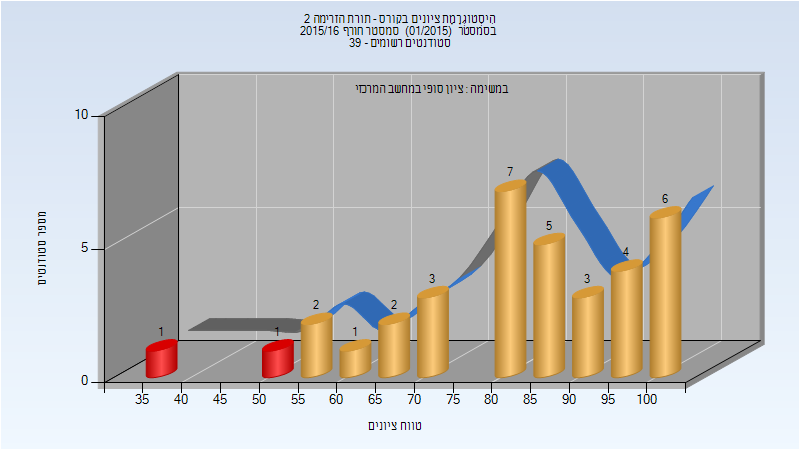 היסטוגרמת ציונים בקורס - תורת הזרימה 2
בסמסטר (01/2015) סמסטר חורף 2015/16
סטודנטים רשומים - 39
במשימה : ציון סופי במחשב המרכזי
10
5
0
מספר סטודנטים
1
1
2
1
2
3
7
5
3
4
6
35 40 45 50 55 60 65 70 75 80 85 90 95 100
טווח ציונים